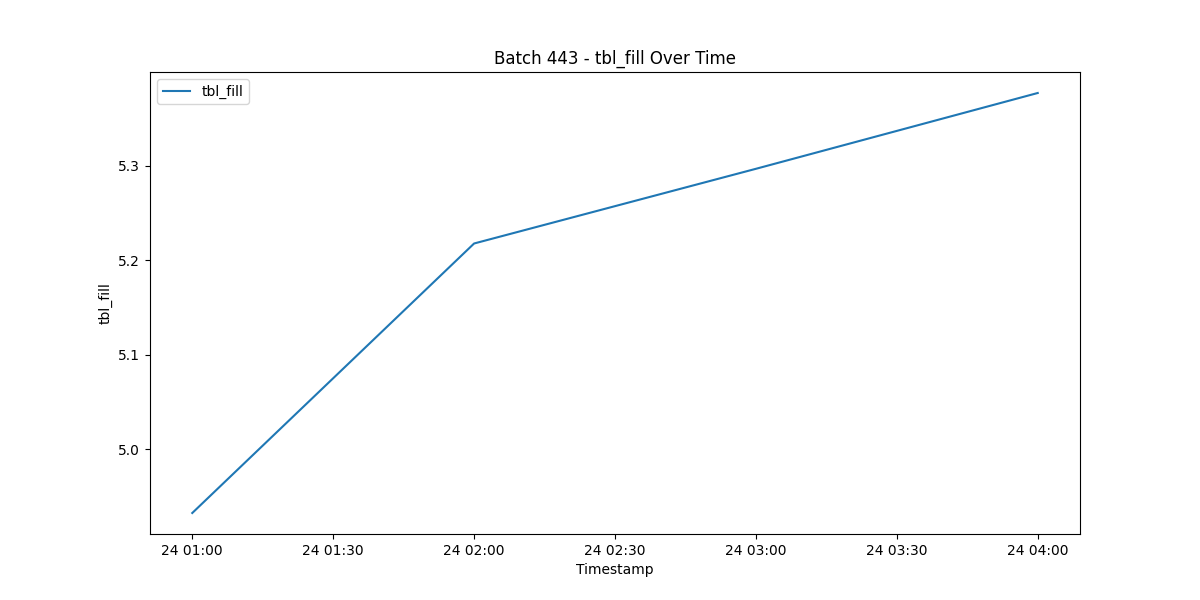 Batch 443 - tbl_fill Over Time
tbl_fill
5.3
5.2
5.1
5.0
tbl_fill
24 01:00
24 01:30
24 02:00
24 02:30
24 03:00
24 03:30
24 04:00
Timestamp